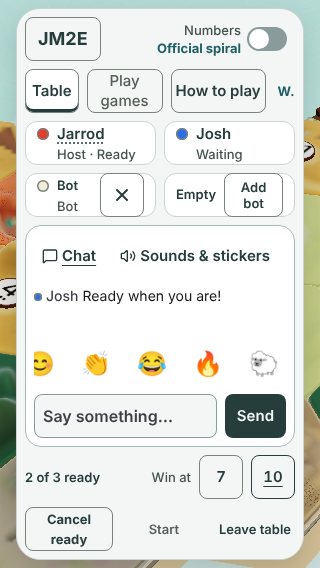 JM2E
Numbers
Official spiral
Table
Play games
How to play
W.
Jarrod
Host · Ready
Josh
Waiting
Bot
Bot
Empty
Add bot
Chat
Sounds & stickers
Josh Ready when you are!
Say something...
Send
2 of 3 ready
Win at
7
10
Cancel ready
Start
Leave table